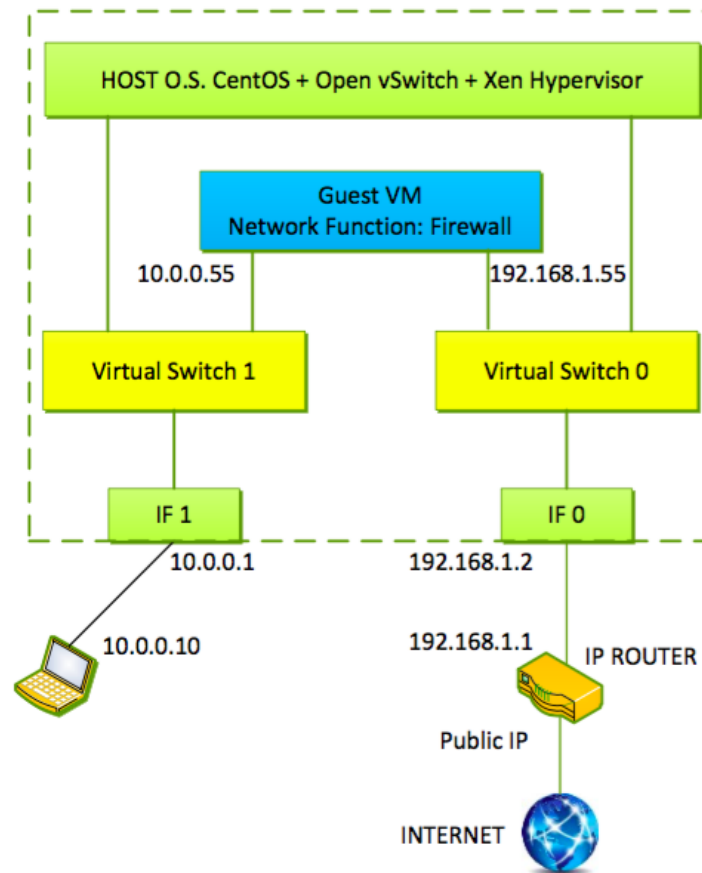 HOST O.S. CentOS + Open vSwitch + Xen Hypervisor
Guest VM
Network Function: Firewall
10.0.0.55
192.168.1.55
Virtual Switch 1
Virtual Switch 0
IF 1
IF 0
10.0.0.1
192.168.1.2
10.0.0.10
192.168.1.1
IP ROUTER
Public IP
INTERNET